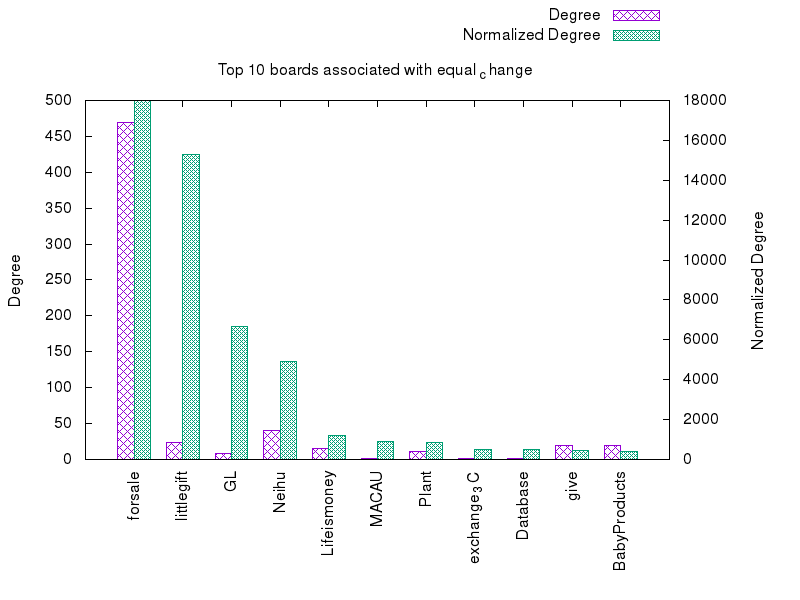 Degree
Normalized Degree
Top 10 boards associated with equal_change
500
450
400
350
300
250
200
150
100
50
0
18000
16000
14000
12000
10000
8000
6000
4000
2000
0
Degree
Normalized Degree
forsale
littlegift
GL
Neihu
Lifeismoney
MACAU
Plant
exchange_3C
Database
give
BabyProducts